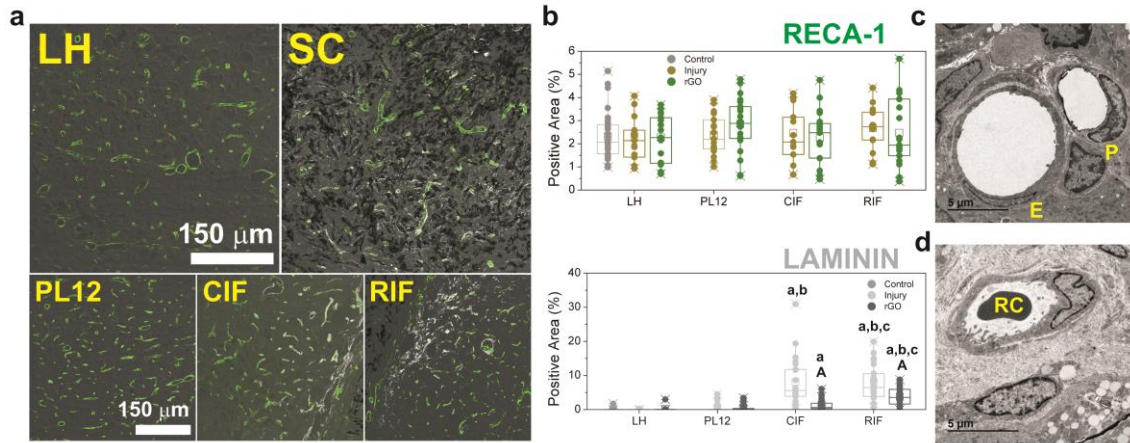 a
LH
SC
150 µm
PL12
CIF
RIF
150 µm
b
RECA-1
Control
Injury
rGO
Positive Area (%)
6
5
4
3
2
1
0
LH PL12 CIF RIF
LAMININ
Control
Injury
rGO
Positive Area (%)
40
30
20
10
0
a,b
a
A
a,b,c
a,b,c
A
LH PL12 CIF RIF
c
P
E
5 µm
d
RC
5 µm